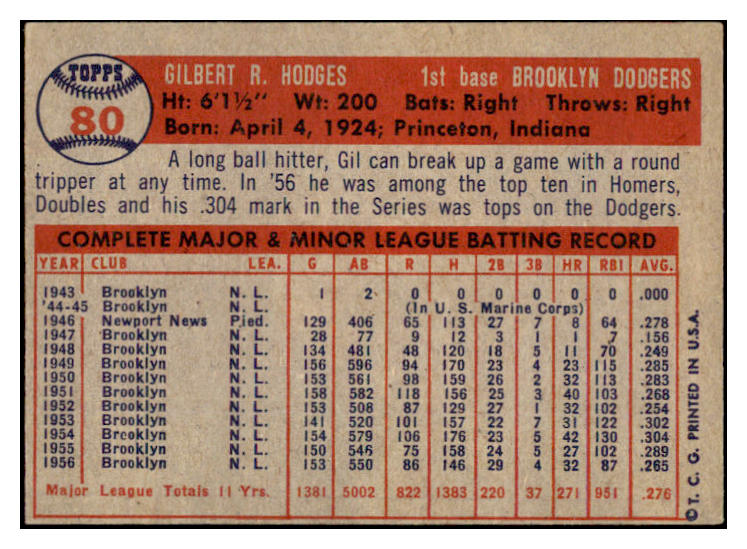 TOPPS
80
GILBERT R. HODGES 1st base BROOKLYN DODGERS
Ht: 6'1½" Wt: 200 Bats: Right Throws: Right
Born: April 4, 1924; Princeton, Indiana
A long ball hitter, Gil can break up a game with a round
tripper at any time. In '56 he was among the top ten in Homers,
Doubles and his .304 mark in the Series was tops on the Dodgers.
COMPLETE MAJOR & MINOR LEAGUE BATTING RECORD
YEAR CLUB LEA. G AB R H 2B 3B HR RBI AVG.
1943 Brooklyn N. L. 1 2 0 0 0 0 0 0 .000
'44-45 Brooklyn N. L. (In U. S. Marine Corps)
1946 Newport News Pied. 129 406 65 113 27 7 8 64 .278
1947 Brooklyn N. L. 28 77 9 12 3 1 1 7 .156
1948 Brooklyn N. L. 134 481 48 120 18 5 11 70 .249
1949 Brooklyn N. L. 156 596 94 170 23 4 23 115 .285
1950 Brooklyn N. L. 153 561 98 159 26 2 32 113 .283
1951 Brooklyn N. L. 158 582 118 156 25 3 40 103 .268
1952 Brooklyn N. L. 153 508 87 129 27 1 32 102 .254
1953 Brooklyn N. L. 141 520 101 157 22 7 31 122 .302
1954 Brooklyn N. L. 154 579 106 176 23 5 42 130 .304
1955 Brooklyn N. L. 150 546 75 158 24 5 27 102 .289
1956 Brooklyn N. L. 153 550 86 146 29 4 32 87 .265
Major League Totals 11 Yrs. 1381 5002 822 1383 220 37 271 951 .276
© T. C. G. PRINTED IN U.S.A.